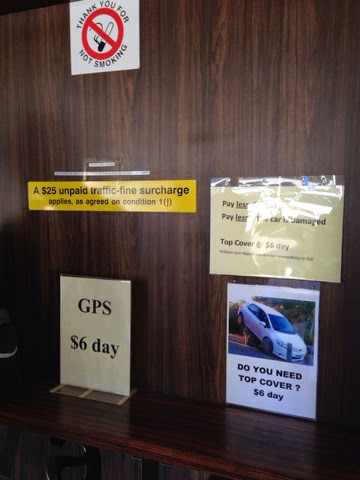 THANK YOU FOR
NOT SMOKING
A $25 unpaid traffic-fine surcharge
applies, as agreed on condition 1(j)
Pay less
Pay less the car is damaged
Top Cover @ $6 day
GPS
$6 day
DO YOU NEED
TOP COVER ?
$6 day